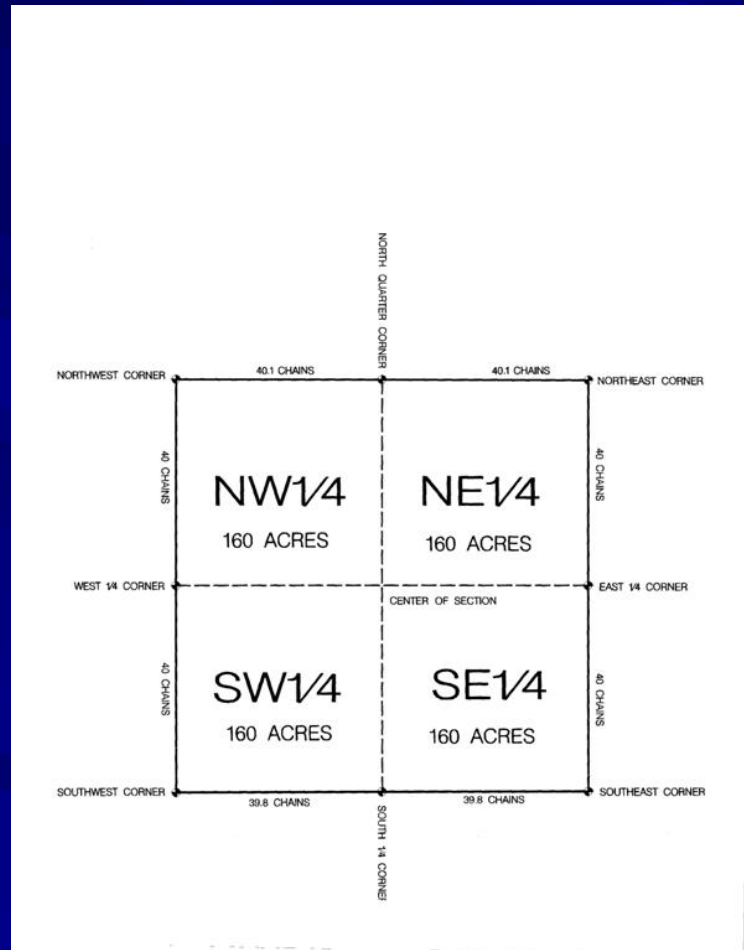 NORTH QUARTER CORNER
NORTHWEST CORNER
40.1 CHAINS
40.1 CHAINS
NORTHEAST CORNER
40 CHAINS
40 CHAINS
NW1/4
NE1/4
160 ACRES
160 ACRES
WEST 1/4 CORNER
EAST 1/4 CORNER
CENTER OF SECTION
40 CHAINS
40 CHAINS
SW1/4
SE1/4
160 ACRES
160 ACRES
SOUTHWEST CORNER
39.8 CHAINS
39.8 CHAINS
SOUTHEAST CORNER
SOUTH 1/4 CORNER